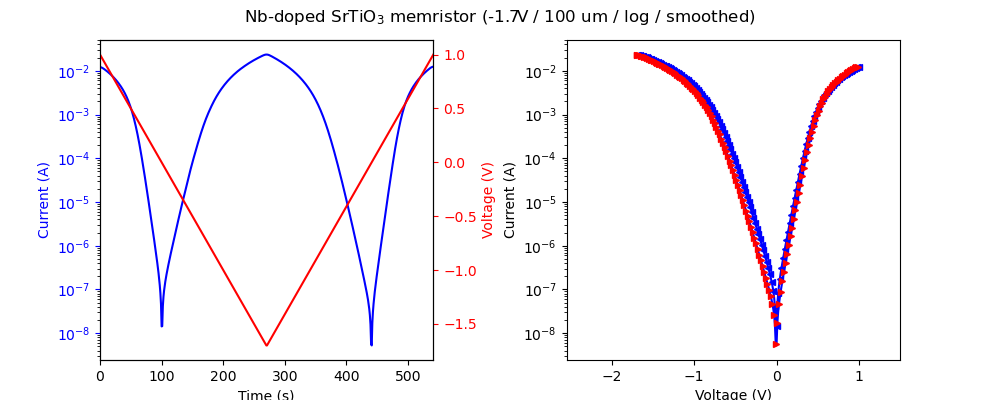 Nb-doped SrTiO₃ memristor (-1.7V / 100 um / log / smoothed)
Current (A)
10⁻²
10⁻³
10⁻⁴
10⁻⁵
10⁻⁶
10⁻⁷
10⁻⁸
0 100 200 300 400 500
Time (s)
1.0
0.5
0.0
−0.5
−1.0
−1.5
Voltage (V)
Current (A)
10⁻²
10⁻³
10⁻⁴
10⁻⁵
10⁻⁶
10⁻⁷
10⁻⁸
−2 −1 0 1
Voltage (V)